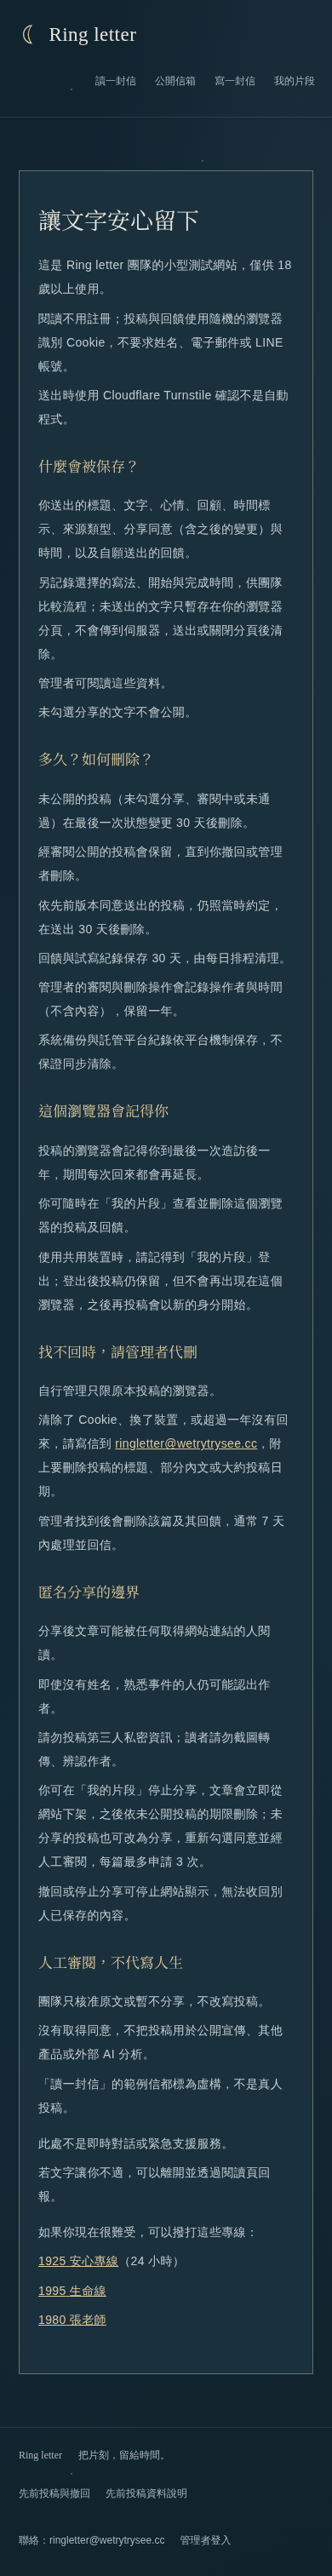 Ring letter
讀一封信 公開信箱 寫一封信 我的片段
讓文字安心留下
這是 Ring letter 團隊的小型測試網站，僅供 18
歲以上使用。
閱讀不用註冊；投稿與回饋使用隨機的瀏覽器
識別 Cookie，不要求姓名、電子郵件或 LINE
帳號。
送出時使用 Cloudflare Turnstile 確認不是自動
程式。
什麼會被保存？
你送出的標題、文字、心情、回顧、時間標
示、來源類型、分享同意（含之後的變更）與
時間，以及自願送出的回饋。
另記錄選擇的寫法、開始與完成時間，供團隊
比較流程；未送出的文字只暫存在你的瀏覽器
分頁，不會傳到伺服器，送出或關閉分頁後清
除。
管理者可閱讀這些資料。
未勾選分享的文字不會公開。
多久？如何刪除？
未公開的投稿（未勾選分享、審閱中或未通
過）在最後一次狀態變更 30 天後刪除。
經審閱公開的投稿會保留，直到你撤回或管理
者刪除。
依先前版本同意送出的投稿，仍照當時約定，
在送出 30 天後刪除。
回饋與試寫紀錄保存 30 天，由每日排程清理。
管理者的審閱與刪除操作會記錄操作者與時間
（不含內容），保留一年。
系統備份與託管平台紀錄依平台機制保存，不
保證同步清除。
這個瀏覽器會記得你
投稿的瀏覽器會記得你到最後一次造訪後一
年，期間每次回來都會再延長。
你可隨時在「我的片段」查看並刪除這個瀏覽
器的投稿及回饋。
使用共用裝置時，請記得到「我的片段」登
出；登出後投稿仍保留，但不會再出現在這個
瀏覽器，之後再投稿會以新的身分開始。
找不回時，請管理者代刪
自行管理只限原本投稿的瀏覽器。
清除了 Cookie、換了裝置，或超過一年沒有回
來，請寫信到 ringletter@wetrytrysee.cc，附
上要刪除投稿的標題、部分內文或大約投稿日
期。
管理者找到後會刪除該篇及其回饋，通常 7 天
內處理並回信。
匿名分享的邊界
分享後文章可能被任何取得網站連結的人閱
讀。
即使沒有姓名，熟悉事件的人仍可能認出作
者。
請勿投稿第三人私密資訊；讀者請勿截圖轉
傳、辨認作者。
你可在「我的片段」停止分享，文章會立即從
網站下架，之後依未公開投稿的期限刪除；未
分享的投稿也可改為分享，重新勾選同意並經
人工審閱，每篇最多申請 3 次。
撤回或停止分享可停止網站顯示，無法收回別
人已保存的內容。
人工審閱，不代寫人生
團隊只核准原文或暫不分享，不改寫投稿。
沒有取得同意，不把投稿用於公開宣傳、其他
產品或外部 AI 分析。
「讀一封信」的範例信都標為虛構，不是真人
投稿。
此處不是即時對話或緊急支援服務。
若文字讓你不適，可以離開並透過閱讀頁回
報。
如果你現在很難受，可以撥打這些專線：
1925 安心專線（24 小時）
1995 生命線
1980 張老師
Ring letter 把片刻，留給時間。
先前投稿與撤回 先前投稿資料說明
聯絡：ringletter@wetrytrysee.cc 管理者登入